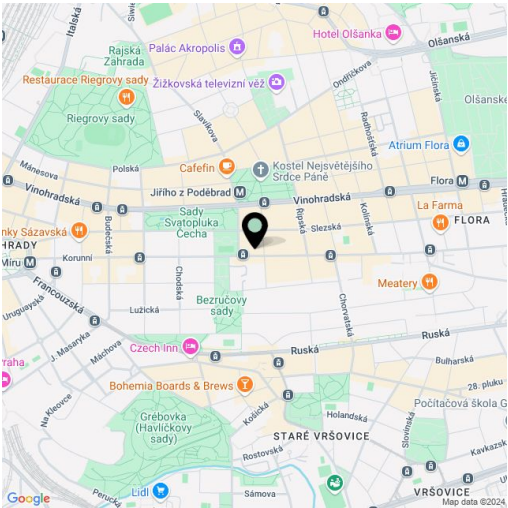 Italská
Rajská
Zahrada
Palác Akropolis
Hotel Olšanka
Olšanská
Restaurace Riegrovy sady
Žižkovská televizní věž
Ondříčkova
Jičínská
Riegrovy sady
Slavíkova
Radhošťská
Olšanské
Mánesova
Polská
Cafefin
Kostel Nejsvětějšího
Srdce Páně
Atrium Flora
Vinohradská
Jiřího z Poděbrad
Vinohradská
Flora
Kolínská
La Farma
FLORA
Řipská
Slezská
nky Sázavská
Budečská
Sady
Svatopluka
Čecha
HRADY
Míru
Korunní
Francouzská
Chodská
Bezručovy
sady
Meatery
Uruguayská
Lužická
Chorvatská
J. Masaryka
Máchova
Czech Inn
Ruská
Ruská
raha
Bulharská
Bohemia Boards & Brews
28. pluku
Na Kleovce
Grébovka
(Havlíčkovy
sady)
Košická
Holandská
Počítačová škola G
Slovinská
STARÉ VRŠOVICE
Kavkazsk
Rostovská
Perucká
Lidl
Sámova
VRŠOVICE
Google
Map data ©2024